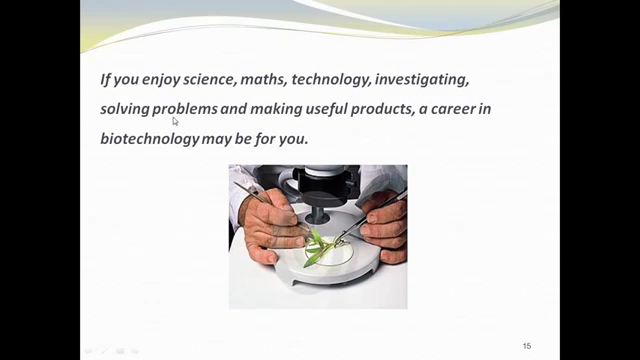 If you enjoy science, maths, technology, investigating,
solving problems and making useful products, a career in
biotechnology may be for you.
15